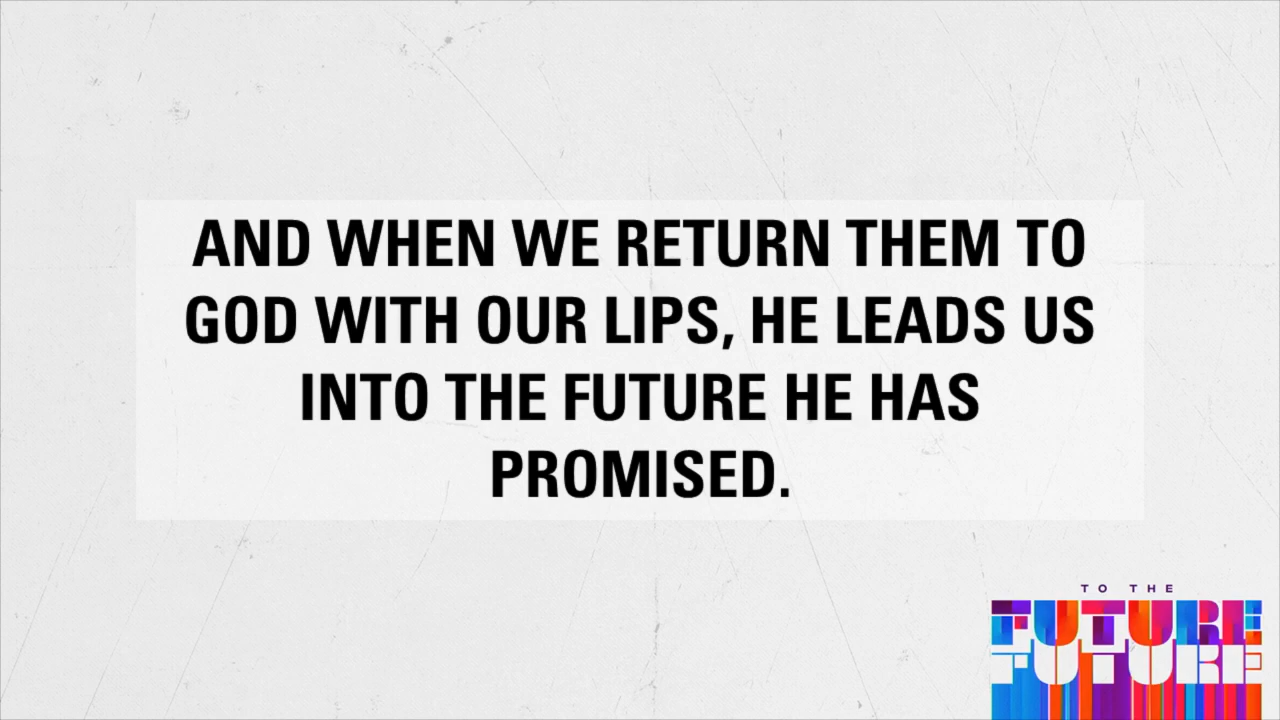 AND WHEN WE RETURN THEM TO
GOD WITH OUR LIPS, HE LEADS US
INTO THE FUTURE HE HAS
PROMISED.
TO THE
FUTURE
FUTURE